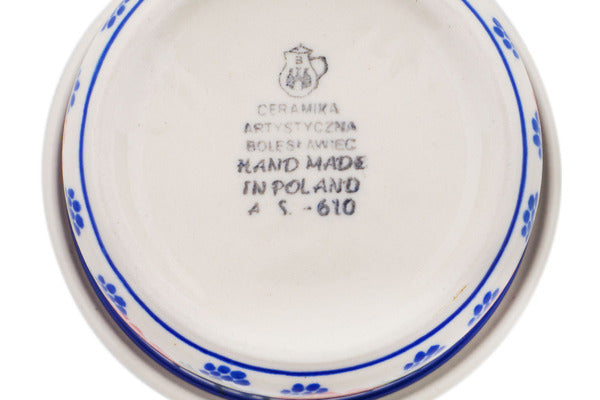 B
CERAMIKA
ARTYSTYCZNA
BOLESŁAWIEC
HAND MADE
IN POLAND
A S. -610